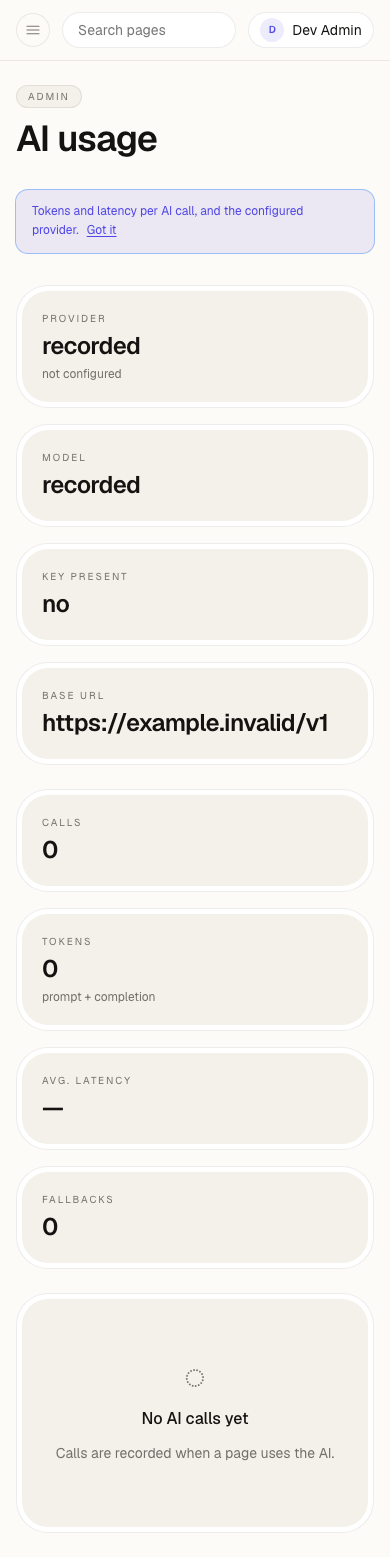 Search pages
D
Dev Admin
ADMIN
AI usage
Tokens and latency per AI call, and the configured
provider. Got it
PROVIDER
recorded
not configured
MODEL
recorded
KEY PRESENT
no
BASE URL
https://example.invalid/v1
CALLS
0
TOKENS
0
prompt + completion
AVG. LATENCY
—
FALLBACKS
0
No AI calls yet
Calls are recorded when a page uses the AI.